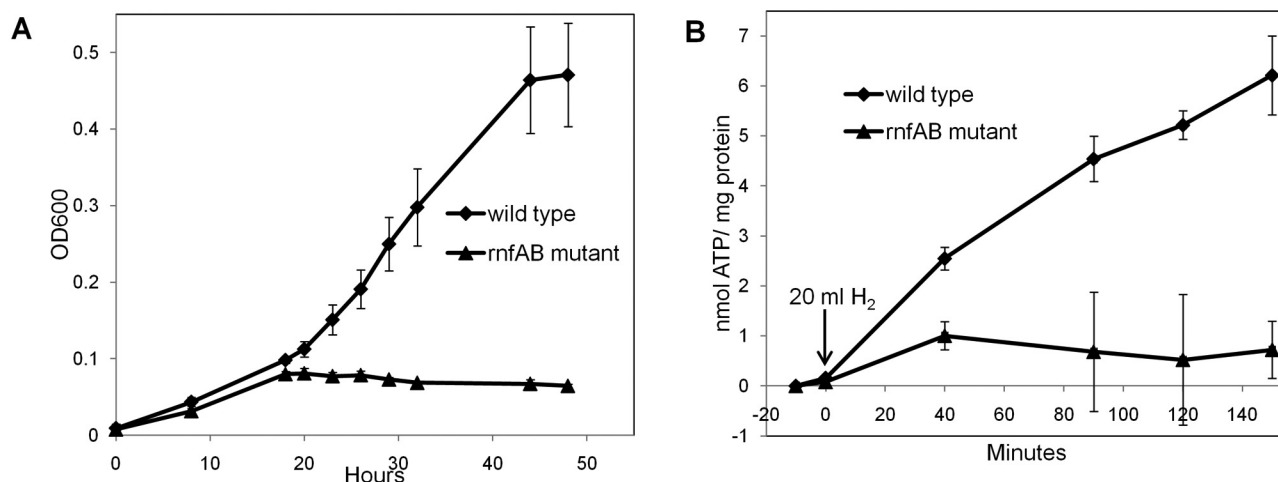 A
0.5
0.4
0.3
0.2
0.1
0
OD600
wild type
rnfAB mutant
0 10 20 30 40 50
Hours
B
7
6
5
4
3
2
1
0
-1
nmol ATP/ mg protein
wild type
rnfAB mutant
20 ml H₂
-20 0 20 40 60 80 100 120 140
Minutes